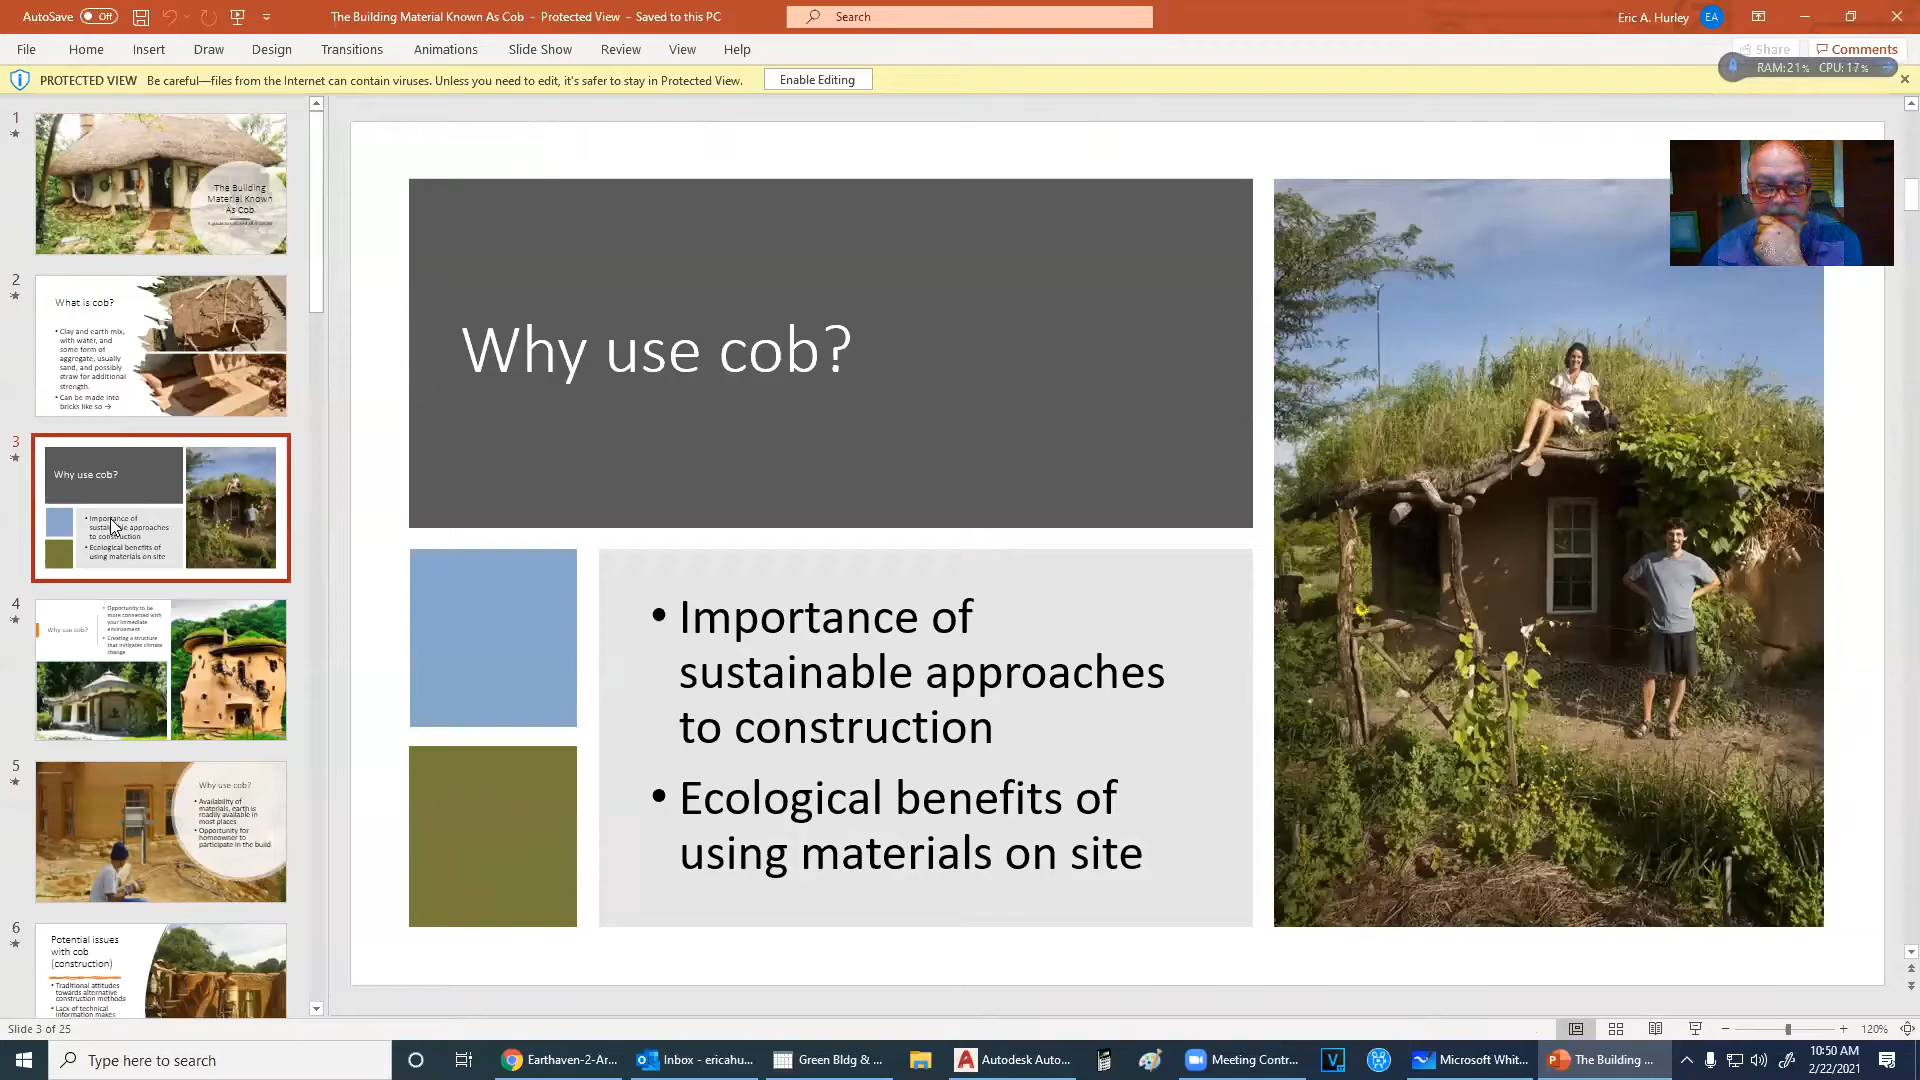 AutoSave Off
The Building Material Known As Cob - Protected View - Saved to this PC
Search
Eric A. Hurley EA
File Home Insert Draw Design Transitions Animations Slide Show Review View Help
Share Comments
RAM:21% CPU: 17%
PROTECTED VIEW Be careful—files from the Internet can contain viruses. Unless you need to edit, it's safer to stay in Protected View. Enable Editing
1
The Building
Material Known
As Cob
2
What is cob?
• Clay and earth mix,
with water, and
some form of
aggregate, usually
sand, and possibly
straw for additional
strength.
• Can be made into
bricks like so →
3
Why use cob?
• Importance of
sustainable approaches
to construction
• Ecological benefits of
using materials on site
4
Why use cob?
• Opportunity to be
more connected with
your immediate
environment
• Creating a structure
that mitigates climate
change
5
Why use cob?
• Availability of
materials, earth is
readily available in
most places
• Opportunity for
homeowner to
participate in the build
6
Potential issues
with cob
(construction)
• Traditional attitudes
towards alternative
construction methods
• Lack of technical
information makes
Why use cob?
• Importance of
sustainable approaches
to construction
• Ecological benefits of
using materials on site
Slide 3 of 25
120%
Type here to search
Earthaven-2-Ar...
Inbox - ericahu...
Green Bldg & ...
Autodesk Auto...
Meeting Contr...
Microsoft Whit...
The Building ...
10:50 AM
2/22/2021